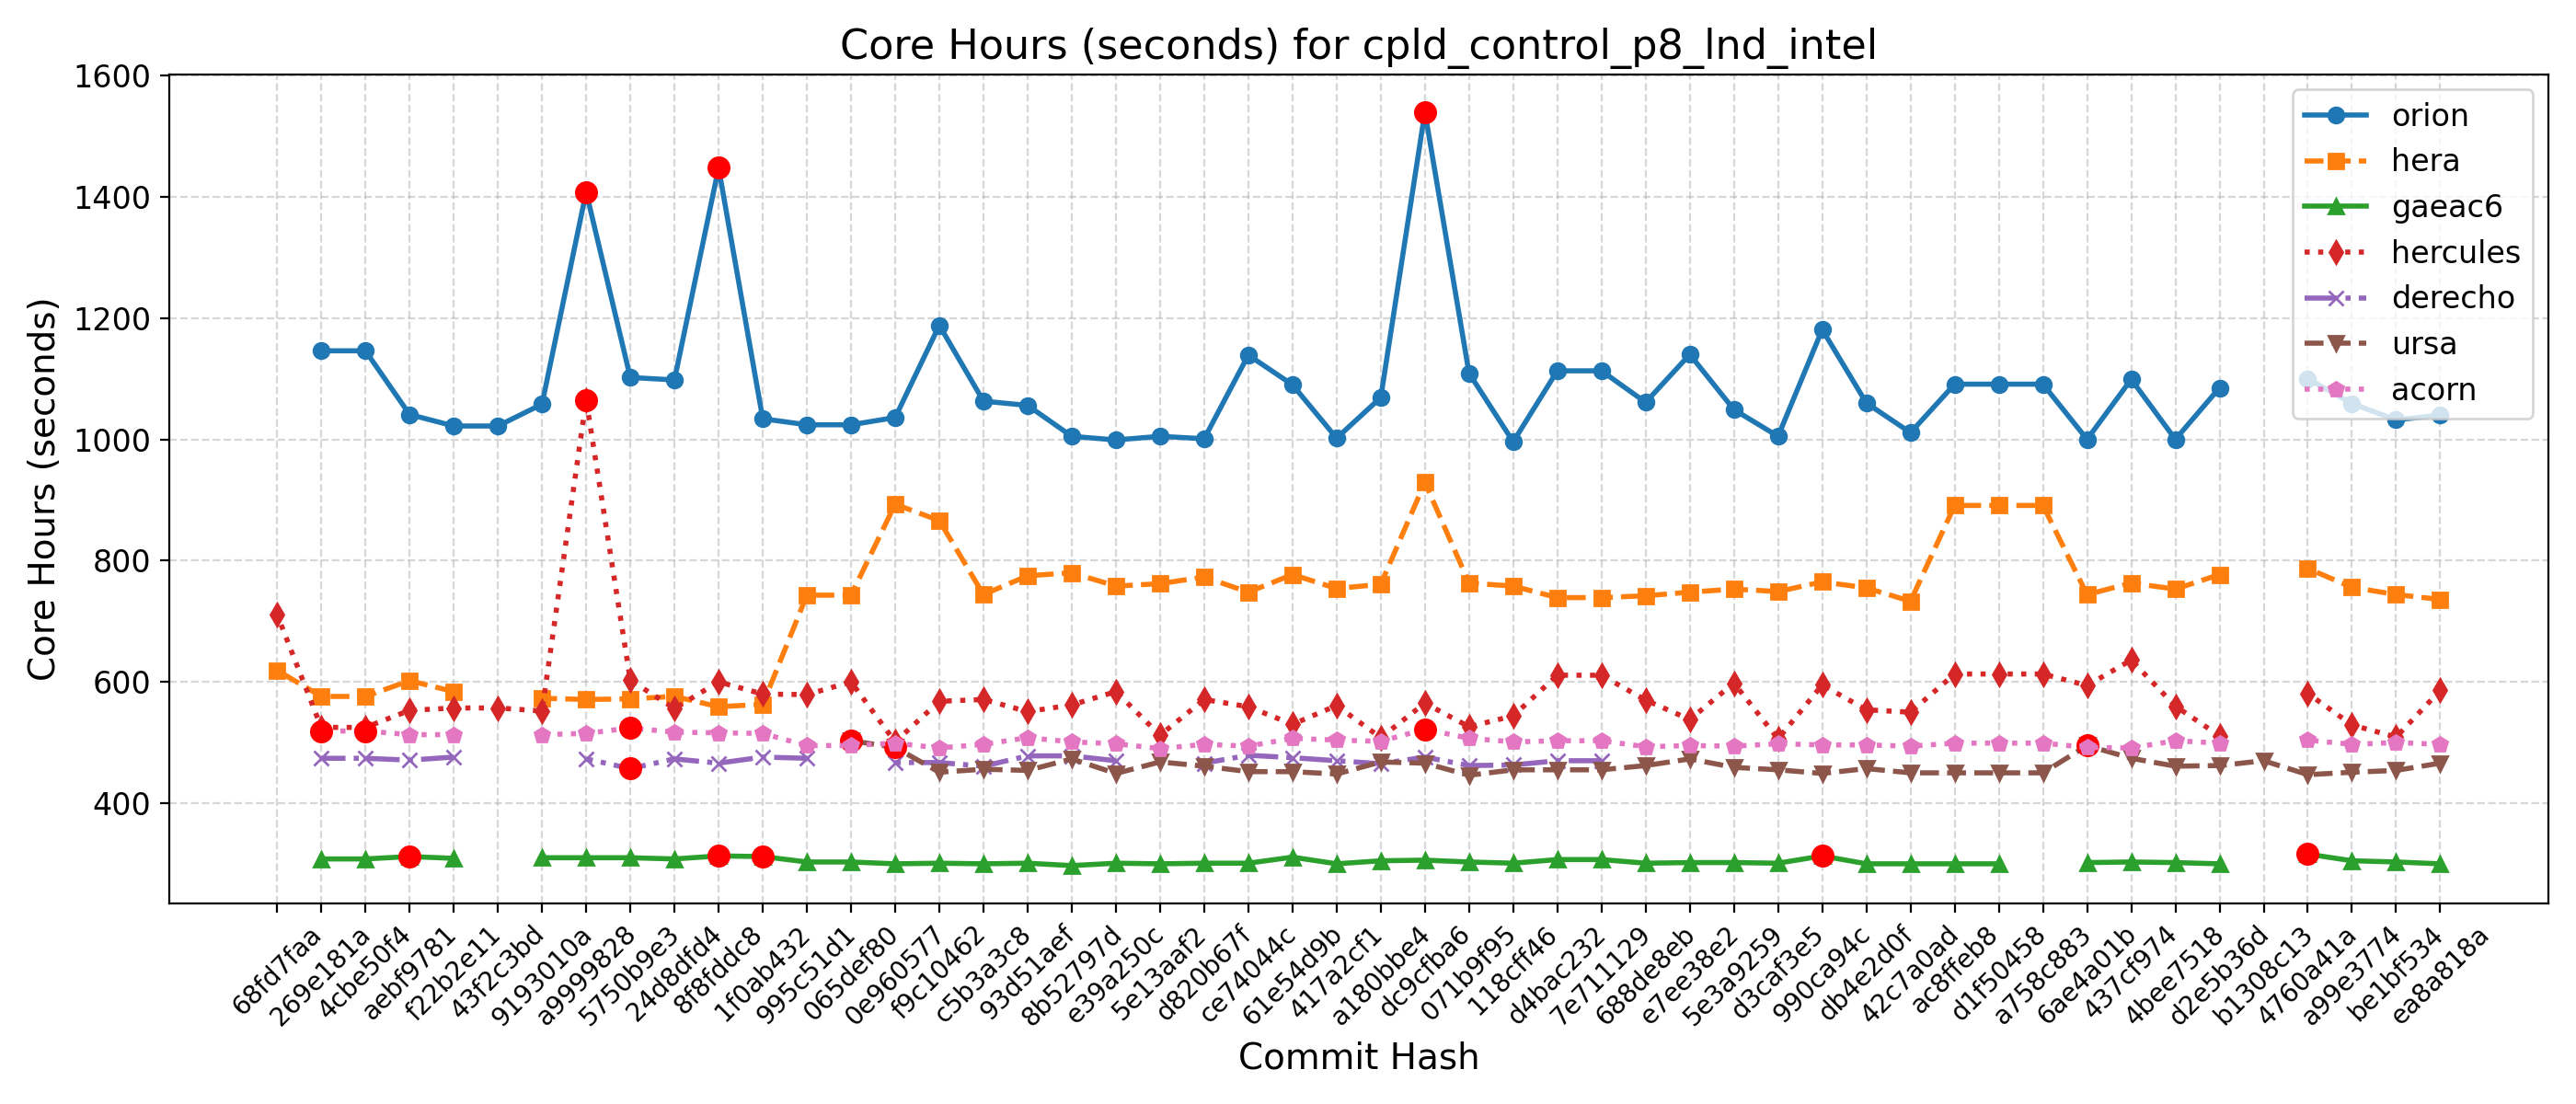 Core Hours (seconds) for cpld_control_p8_lnd_intel
Core Hours (seconds)
1600
1400
1200
1000
800
600
400
orion
hera
gaeac6
hercules
derecho
ursa
acorn
68fd7faa
269e181a
4cbe50f4
aebf9781
f22b2e11
43f2c3bd
9193010a
a9999828
5750b9e3
24d8dfd4
8f8fddc8
1f0ab432
995c51d1
065def80
0e960577
f9c10462
c5b3a3c8
93d51aef
8b52797d
e39a250c
5e13aaf2
d820b67f
ce74044c
61e54d9b
417a2cf1
a180bbe4
dc9cfba6
071b9f95
118cff46
d4bac232
7e711129
688de8eb
e7ee38e2
5e3a9259
d3caf3e5
990ca94c
db4e2d0f
42c7a0ad
ac8ffeb8
d1f50458
a758c883
6ae4a01b
437cf974
4bee7518
d2e5b36d
b1308c13
4760a41a
a99e3774
be1bf534
ea8a818a
Commit Hash